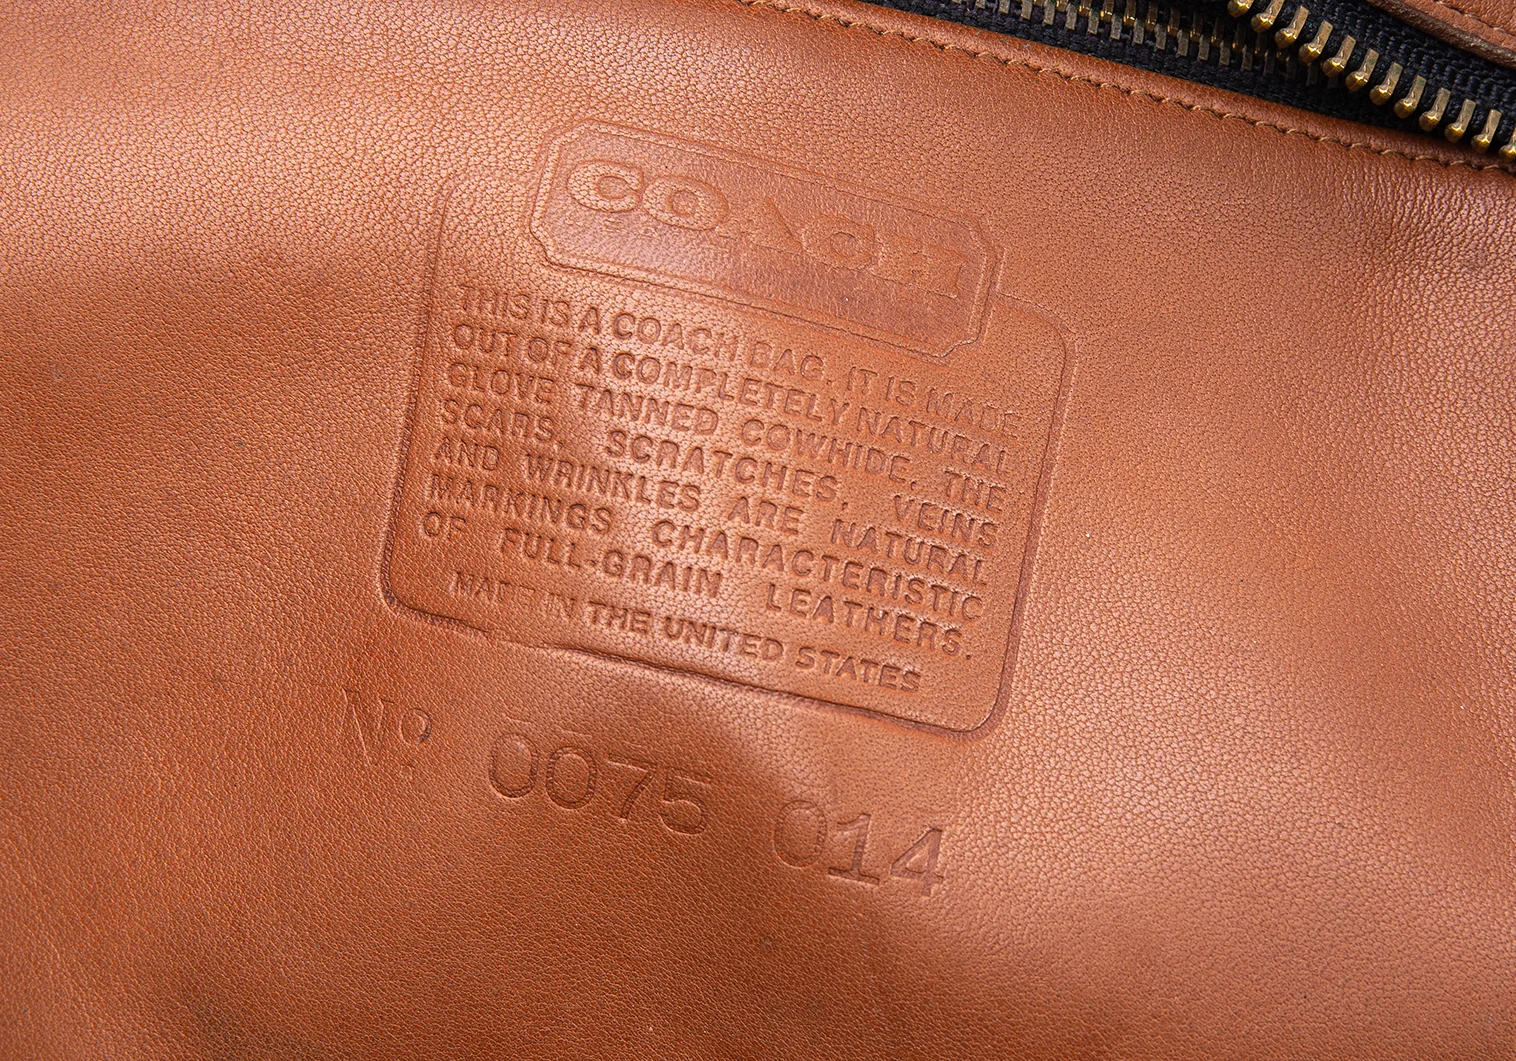 COACH
THIS IS A COACH BAG. IT IS MADE
OUT OF A COMPLETELY NATURAL
GLOVE TANNED COWHIDE. THE
SCARS, SCRATCHES, VEINS
AND WRINKLES ARE NATURAL
MARKINGS CHARACTERISTIC
OF FULL-GRAIN LEATHERS.
MADE IN THE UNITED STATES
Nº 0075 014